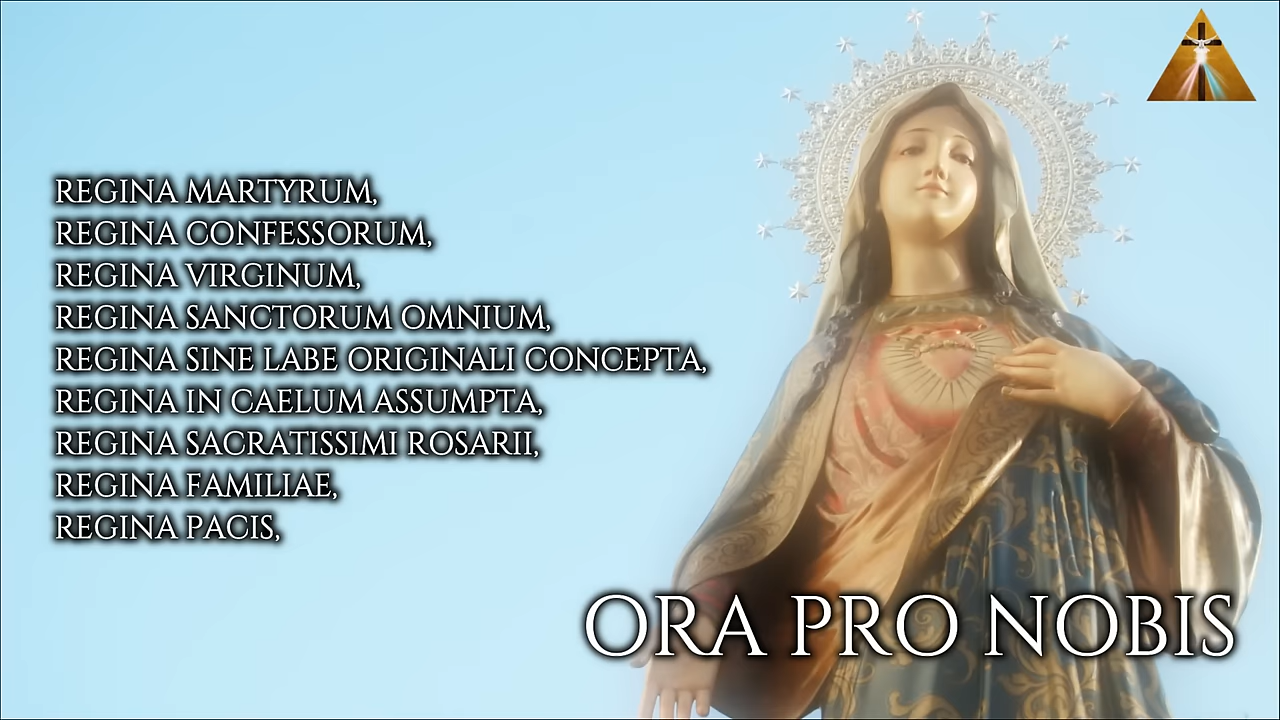 REGINA MARTYRUM,
REGINA CONFESSORUM,
REGINA VIRGINUM,
REGINA SANCTORUM OMNIUM,
REGINA SINE LABE ORIGINALI CONCEPTA,
REGINA IN CAELUM ASSUMPTA,
REGINA SACRATISSIMI ROSARII,
REGINA FAMILIAE,
REGINA PACIS,
ORA PRO NOBIS